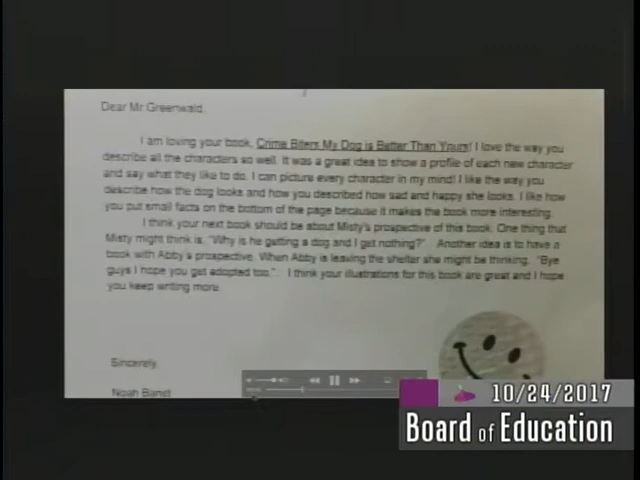 Dear Mr Greenwald,
I am loving your book, Crime Biters My Dog is Better Than Yours! I love the way you
describe all the characters so well. It was a great idea to show a profile of each new character
and say what they like to do. I can picture every character in my mind! I like the way you
describe how the dog looks and how you described how sad and happy she looks. I like how
you put small facts on the bottom of the page because it makes the book more interesting.
I think your next book should be about Misty's prospective of this book. One thing that
Misty might think is, "Why is he getting a dog and I get nothing?". Another idea is to have a
book with Abby's prospective. When Abby is leaving the shelter she might be thinking, "Bye
guys I hope you get adopted too." I think your illustrations for this book are great and I hope
you keep writing more.
Sincerely,
Noah
10/24/2017
Board of Education